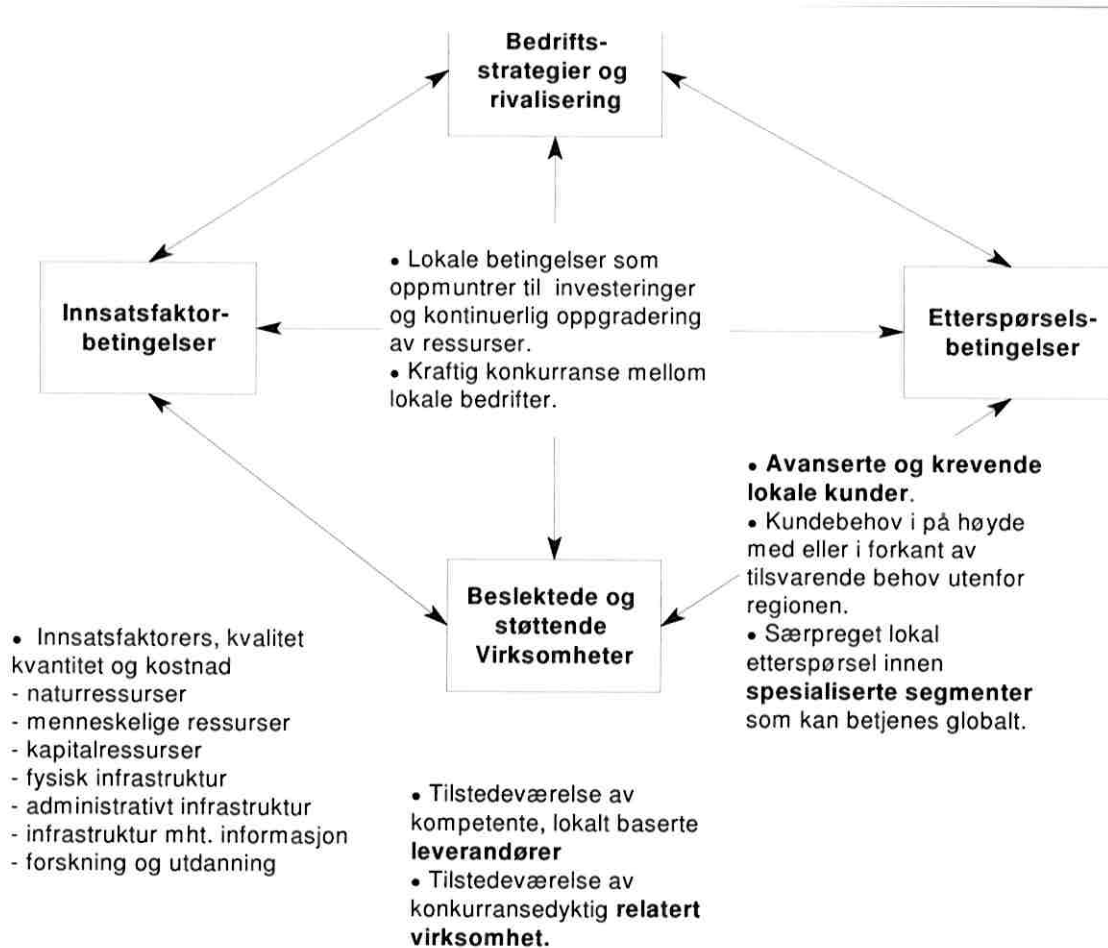 Bedrifts-
strategier og
rivalisering
• Lokale betingelser som
oppmuntrer til investeringer
og kontinuerlig oppgradering
av ressurser.
• Kraftig konkurranse mellom
lokale bedrifter.
Innsatsfaktor-
betingelser
Etterspørsels-
betingelser
• Avanserte og krevende
lokale kunder.
• Kundebehov i på høyde
med eller i forkant av
tilsvarende behov utenfor
regionen.
• Særpreget lokal
etterspørsel innen
spesialiserte segmenter
som kan betjenes globalt.
Beslektede og
støttende
Virksomheter
• Innsatsfaktorers, kvalitet
kvantitet og kostnad
- naturressurser
- menneskelige ressurser
- kapitalressurser
- fysisk infrastruktur
- administrativt infrastruktur
- infrastruktur mht. informasjon
- forskning og utdanning
• Tilstedeværelse av
kompetente, lokalt baserte
leverandører
• Tilstedeværelse av
konkurransedyktig relatert
virksomhet.